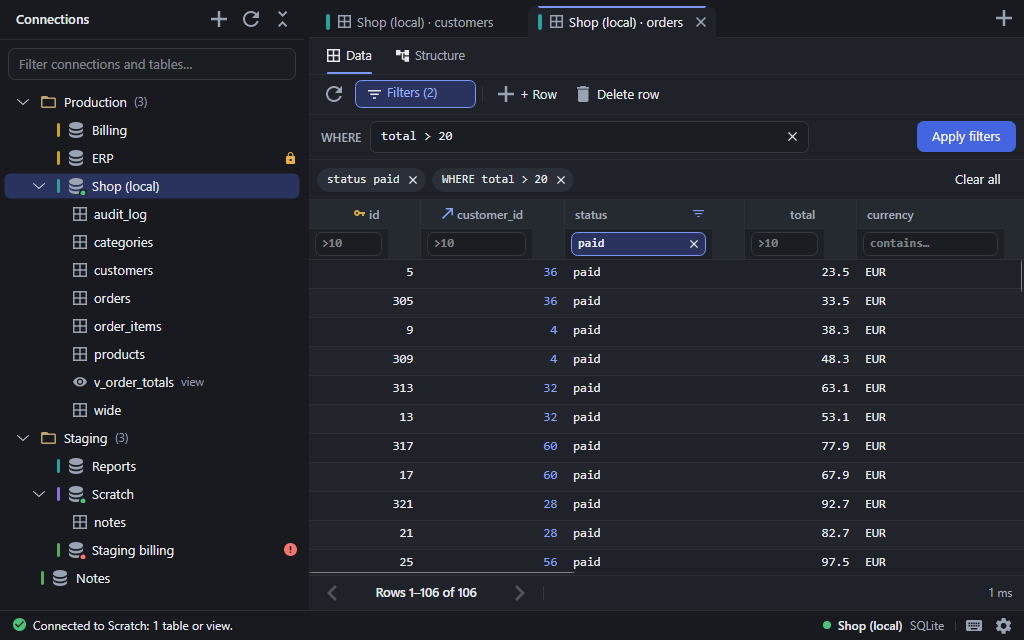 Connections
Shop (local) · customers
Shop (local) · orders
Filter connections and tables...
Data
Structure
Filters (2)
+ Row
Delete row
WHERE
total > 20
Apply filters
status paid
WHERE total > 20
Clear all
Production (3)
Billing
ERP
Shop (local)
audit_log
categories
customers
orders
order_items
products
v_order_totals view
wide
Staging (3)
Reports
Scratch
notes
Staging billing
Notes
id customer_id status total currency
>10 >10 paid >10 contains…
5 36 paid 23.5 EUR
305 36 paid 33.5 EUR
9 4 paid 38.3 EUR
309 4 paid 48.3 EUR
313 32 paid 63.1 EUR
13 32 paid 53.1 EUR
317 60 paid 77.9 EUR
17 60 paid 67.9 EUR
321 28 paid 92.7 EUR
21 28 paid 82.7 EUR
25 56 paid 97.5 EUR
Rows 1–106 of 106
1 ms
Connected to Scratch: 1 table or view.
Shop (local) SQLite